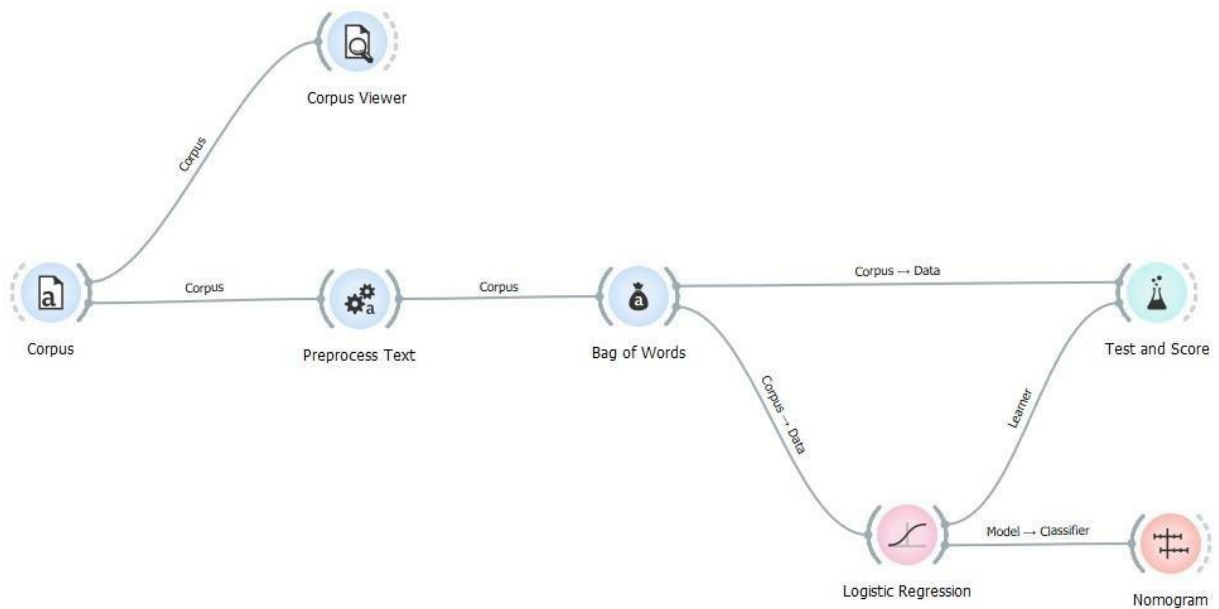 Corpus Viewer
Corpus
a
Corpus
Corpus
a
Preprocess Text
Corpus
a
Bag of Words
Corpus → Data
Test and Score
Corpus → Data
Learner
Logistic Regression
Model → Classifier
Nomogram